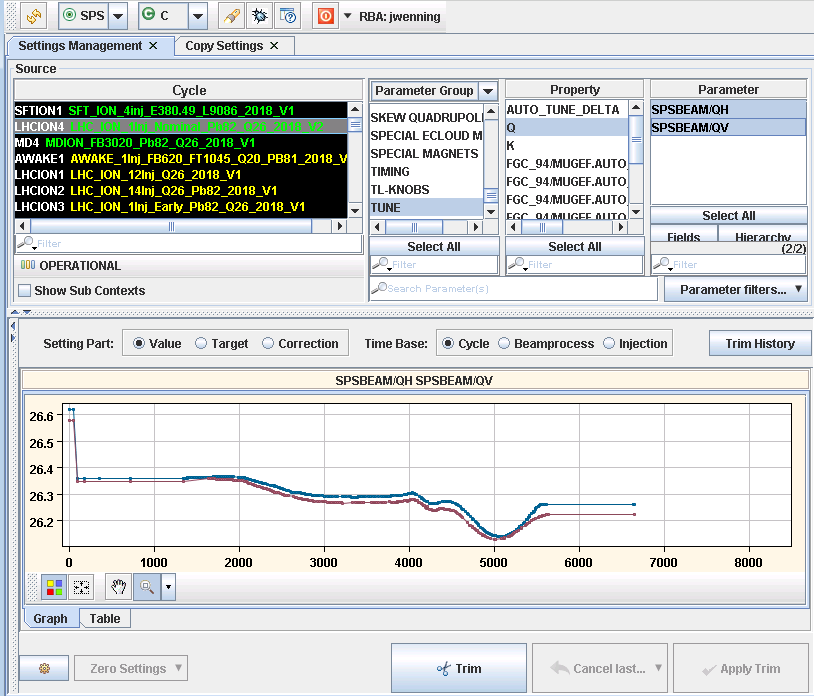 SPS C RBA: jwenning
Settings Management × Copy Settings ×
Source
Cycle
SFTION1 SFT_ION_4inj_E380.49_L9086_2018_V1
LHCION4 LHC_ION_1Inj_Nominal_Pb82_Q26_2018_V2
MD4 MDION_FB3020_Pb82_Q26_2018_V1
AWAKE1 AWAKE_1Inj_FB620_FT1045_Q20_PB81_2018_V
LHCION1 LHC_ION_12Inj_Q26_2018_V1
LHCION2 LHC_ION_14Inj_Q26_Pb82_2018_V1
LHCION3 LHC_ION_1Inj_Early_Pb82_Q26_2018_V1
Filter
OPERATIONAL
Show Sub Contexts
Parameter Group
SKEW QUADRUPOL
SPECIAL ECLOUD M
SPECIAL MAGNETS
TIMING
TL-KNOBS
TUNE
Select All
Filter
Search Parameter(s)
Property
AUTO_TUNE_DELTA
Q
K
FGC_94/MUGEF.AUTO_
FGC_94/MUGEF.AUTO_
FGC_94/MUGEF.AUTO_
FGC_94/MUGEF.AUTO
Select All
Filter
Parameter
SPSBEAM/QH
SPSBEAM/QV
Select All
Fields Hierarchy
(2/2)
Filter
Parameter filters...
Setting Part: Value Target Correction Time Base: Cycle Beamprocess Injection Trim History
SPSBEAM/QH SPSBEAM/QV
26.6
26.5
26.4
26.3
26.2
0 1000 2000 3000 4000 5000 6000 7000 8000
Graph Table
Zero Settings Trim Cancel last... Apply Trim